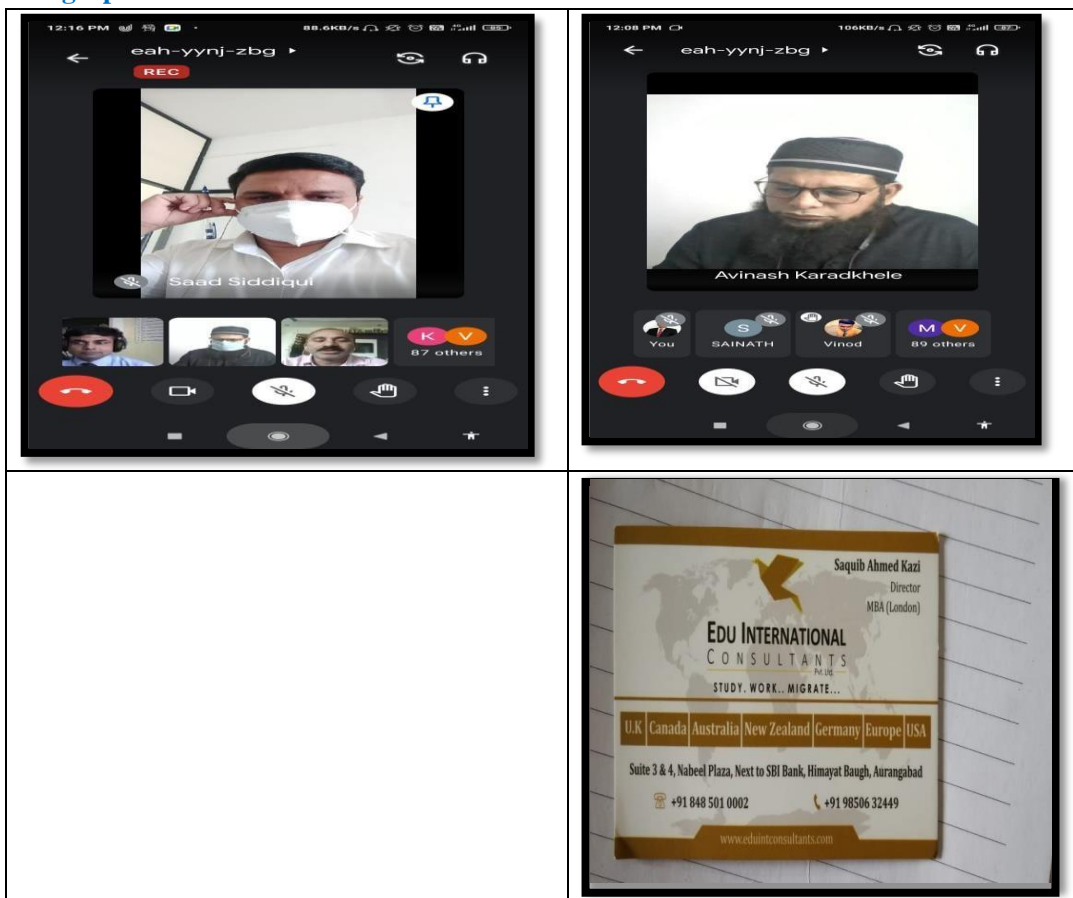 12:16 PM
88.6KB/s
eah-yynj-zbg
REC
Saad Siddiqui
K V
87 others
12:08 PM
106KB/s
eah-yynj-zbg
Avinash Karadkhele
You
S
SAINATH
Vinod
M V
89 others
Saquib Ahmed Kazi
Director
MBA (London)
EDU INTERNATIONAL
CONSULTANTS
Pvt. Ltd.
STUDY. WORK.. MIGRATE...
U.K Canada Australia New Zealand Germany Europe USA
Suite 3 & 4, Nabeel Plaza, Next to SBI Bank, Himayat Baugh, Aurangabad
+91 848 501 0002
+91 98506 32449
www.eduintconsultants.com